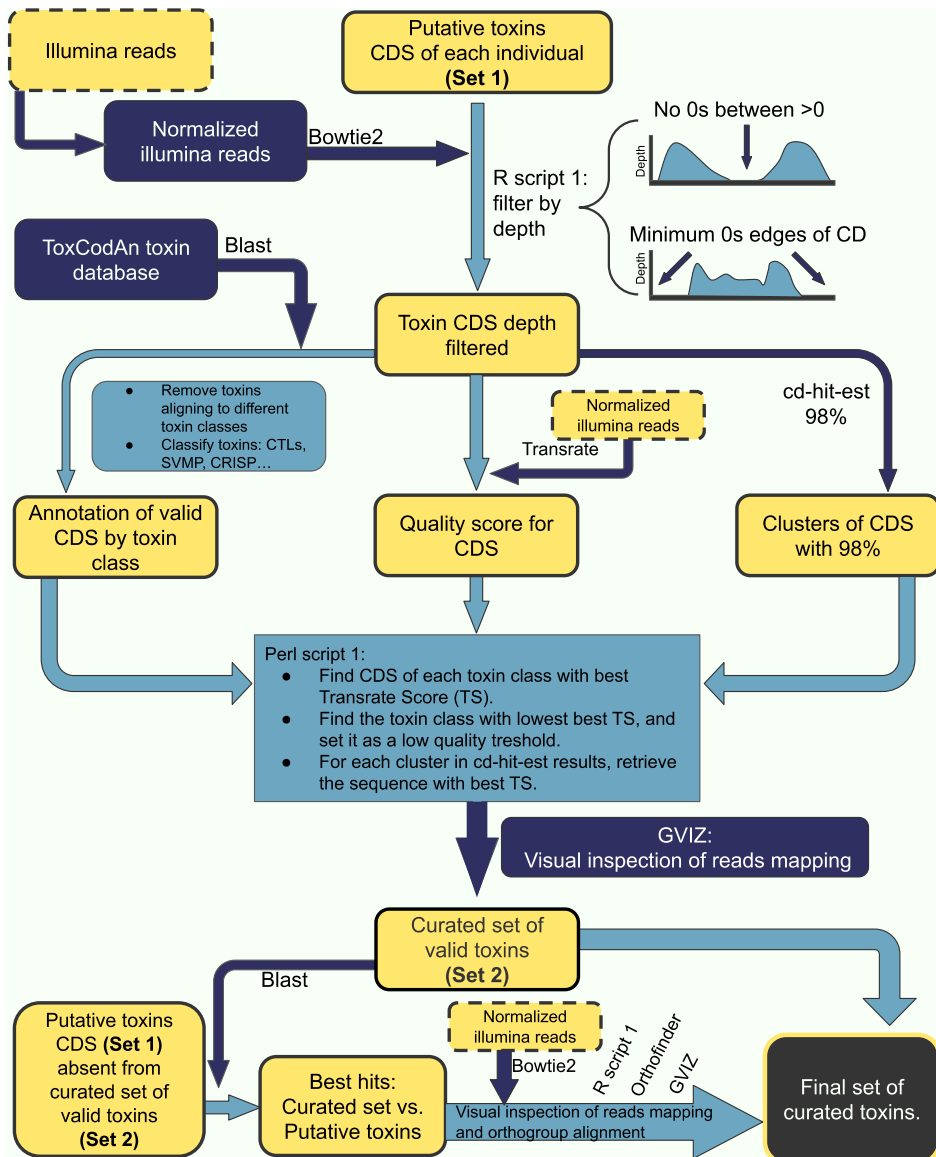 Illumina reads
Putative toxins
CDS of each individual
(Set 1)
Normalized
illumina reads
Bowtie2
No 0s between >0
Depth
R script 1:
filter by
depth
Minimum 0s edges of CD
Depth
ToxCodAn toxin
database
Blast
Toxin CDS depth
filtered
● Remove toxins
aligning to different
toxin classes
● Classify toxins: CTLs,
SVMP, CRISP…
Normalized
illumina reads
Transrate
cd-hit-est
98%
Annotation of valid
CDS by toxin
class
Quality score for
CDS
Clusters of CDS
with 98%
Perl script 1:
● Find CDS of each toxin class with best
Transrate Score (TS).
● Find the toxin class with lowest best TS, and
set it as a low quality treshold.
● For each cluster in cd-hit-est results, retrieve
the sequence with best TS.
GVIZ:
Visual inspection of reads mapping
Curated set of
valid toxins
(Set 2)
Blast
Putative toxins
CDS (Set 1)
absent from
curated set of
valid toxins
(Set 2)
Best hits:
Curated set vs.
Putative toxins
Normalized
illumina reads
Bowtie2
R script 1
Orthofinder
GVIZ
Visual inspection of reads mapping
and orthogroup alignment
Final set of
curated toxins.